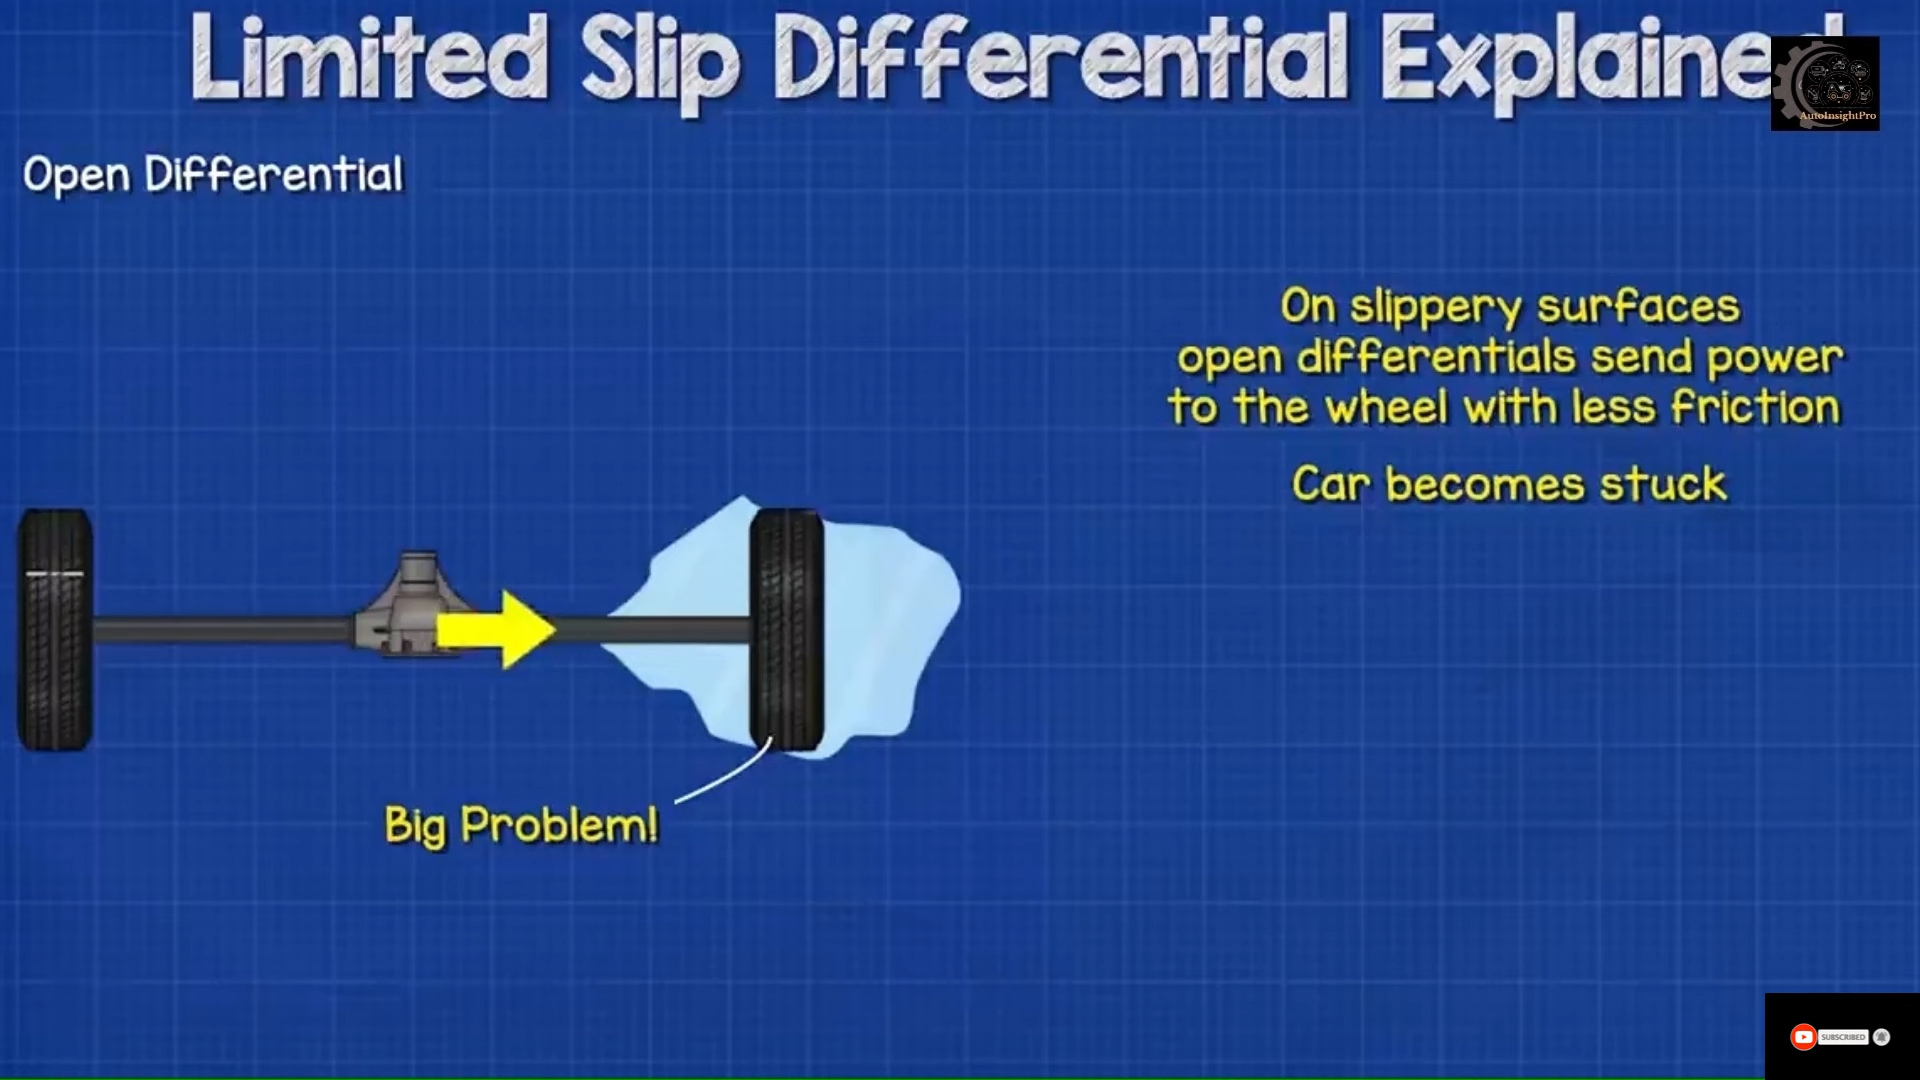 Limited Slip Differential Explained
AutoInsightPro
Open Differential
On slippery surfaces
open differentials send power
to the wheel with less friction
Car becomes stuck
Big Problem!
SUBSCRIBED